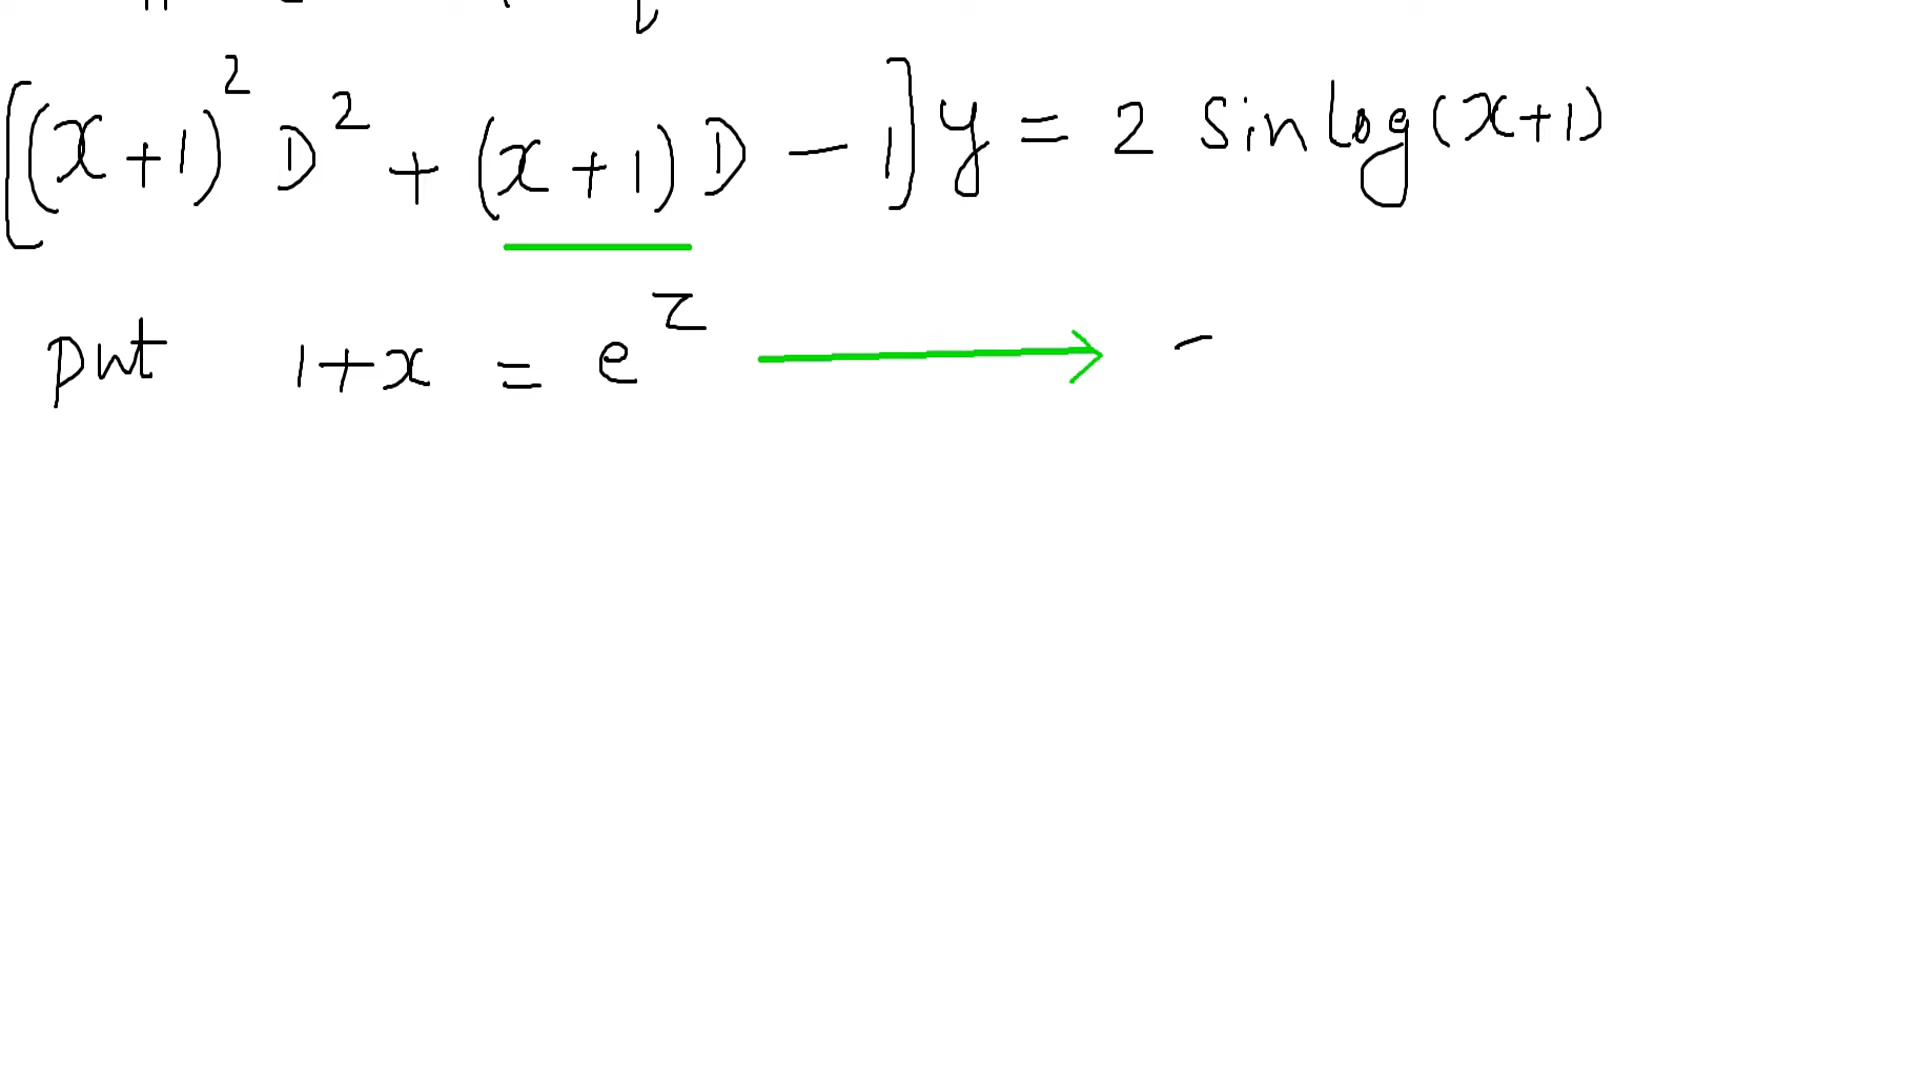 [(x+1)² D² + (x+1) D − 1] y = 2 Sin log(x+1)
put 1+x = e^z